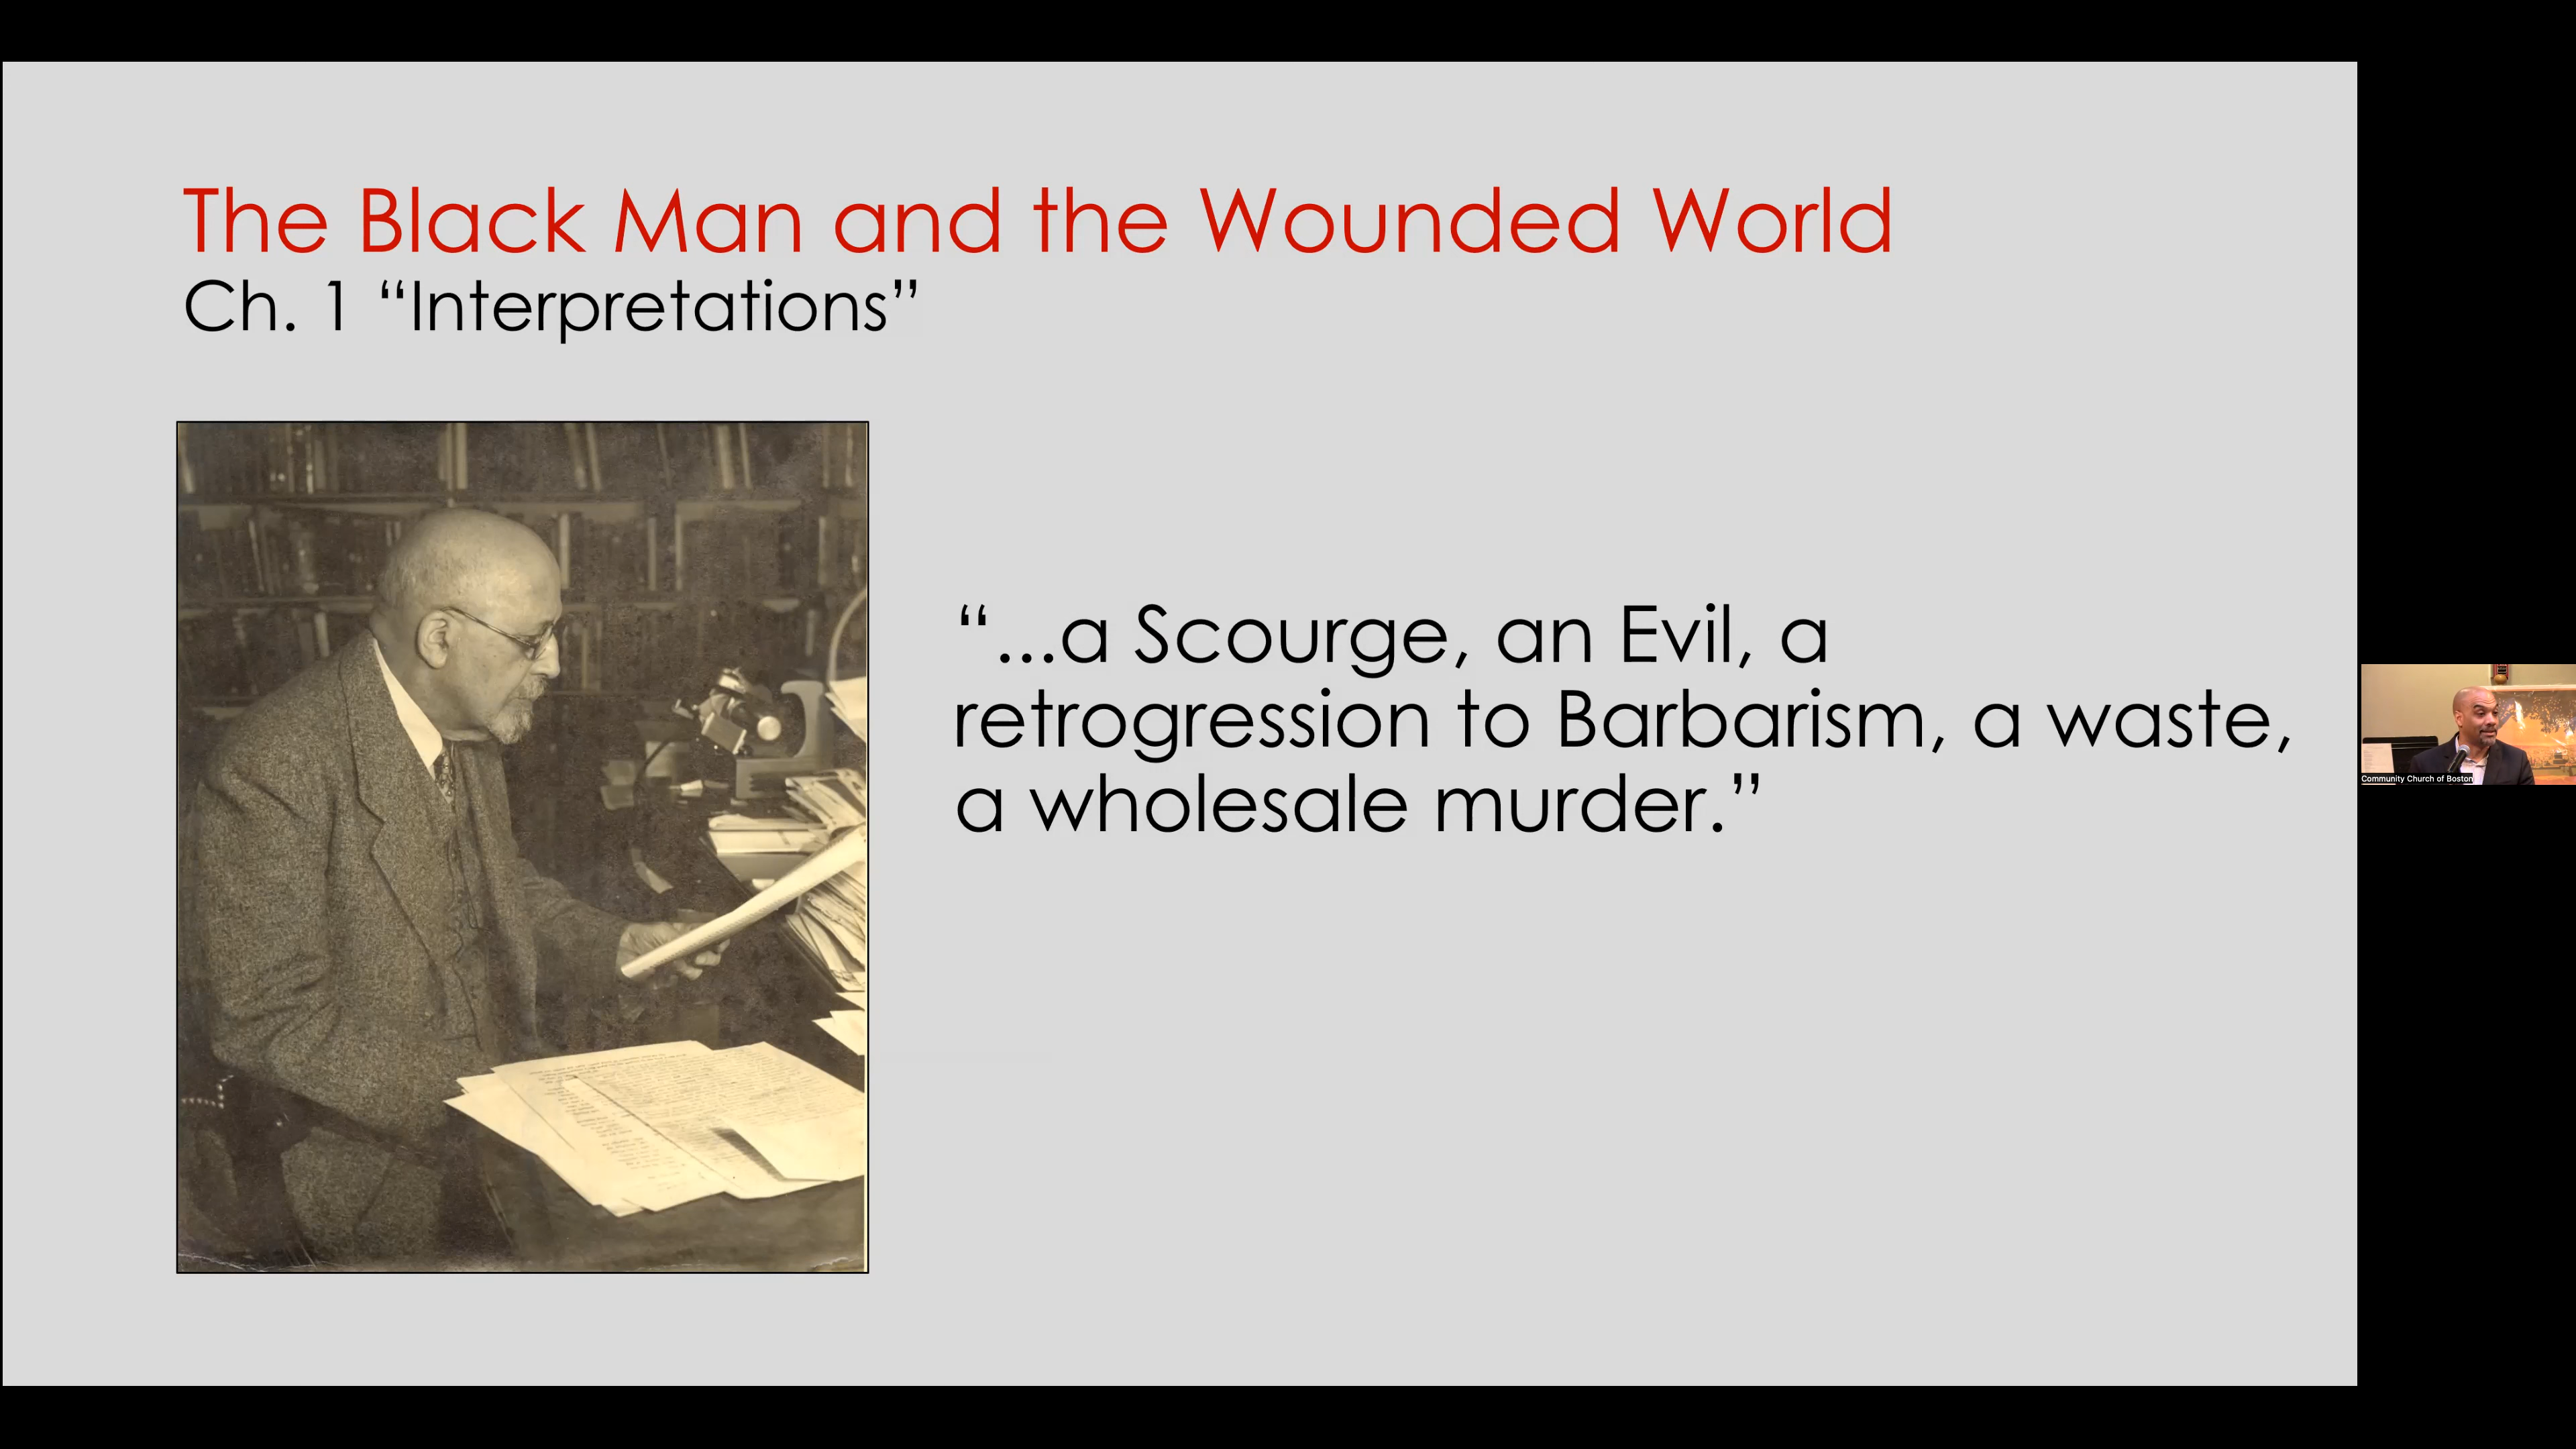 The Black Man and the Wounded World
Ch. 1 “Interpretations”
“...a Scourge, an Evil, a
retrogression to Barbarism, a waste,
a wholesale murder.”
Community Church of Boston